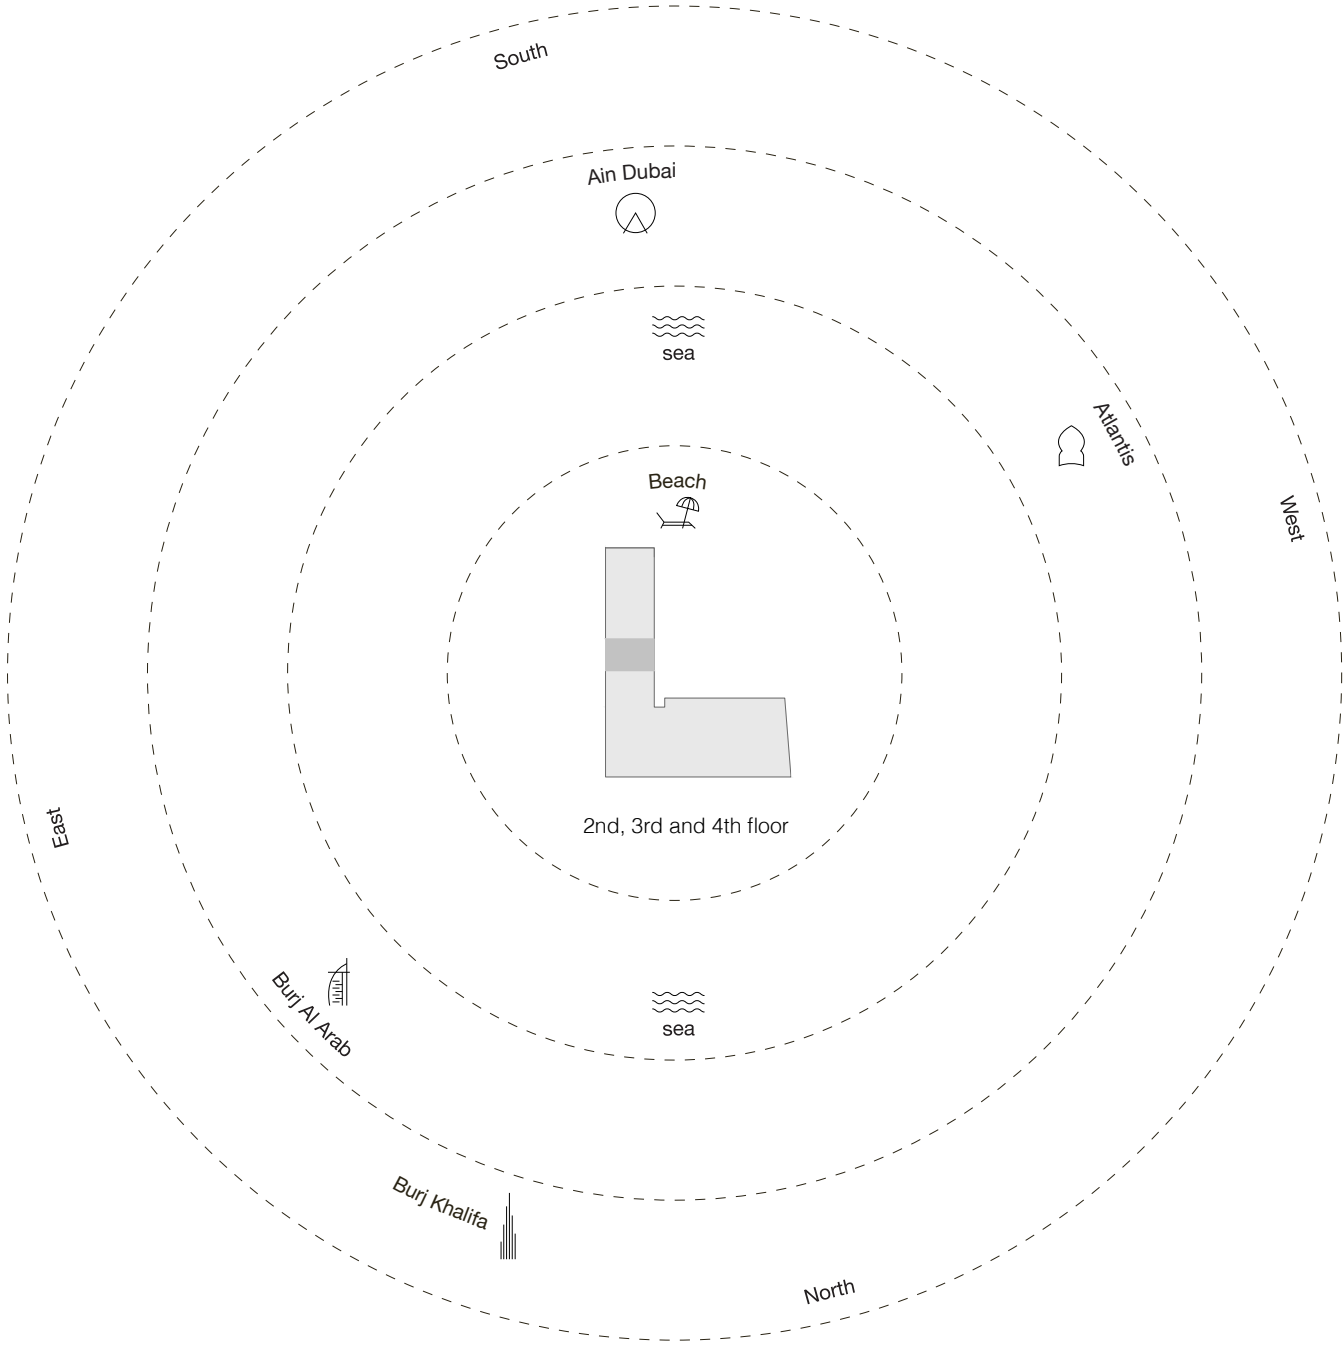 South
Ain Dubai
sea
Atlantis
Beach
West
2nd, 3rd and 4th floor
East
Burj Al Arab
sea
Burj Khalifa
North